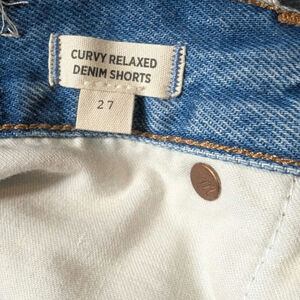 CURVY RELAXED
DENIM SHORTS
27